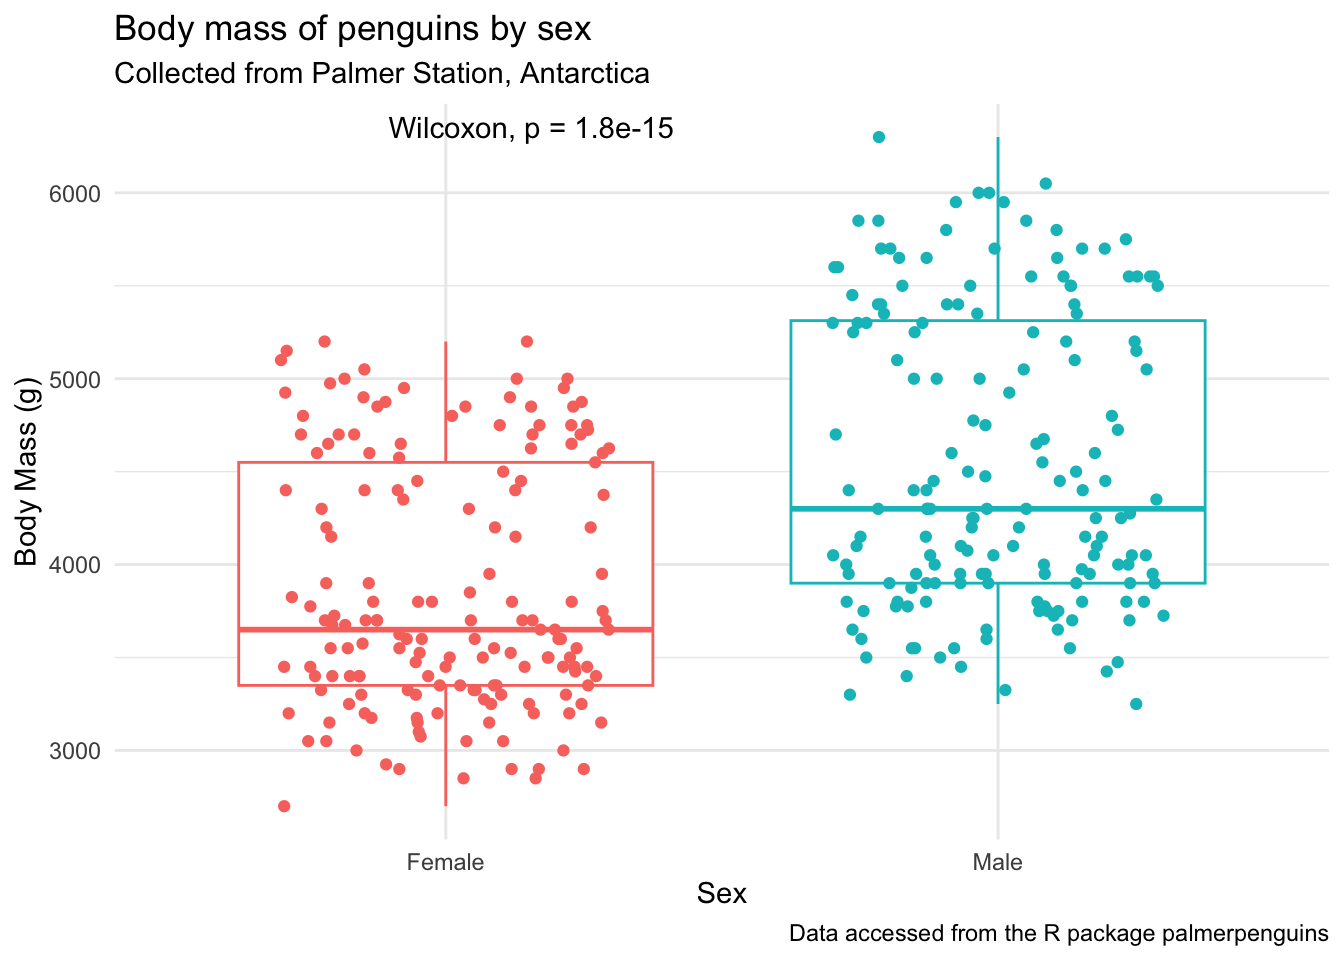 Body mass of penguins by sex
Collected from Palmer Station, Antarctica
Wilcoxon, p = 1.8e-15
6000
5000
4000
3000
Body Mass (g)
Female
Male
Sex
Data accessed from the R package palmerpenguins